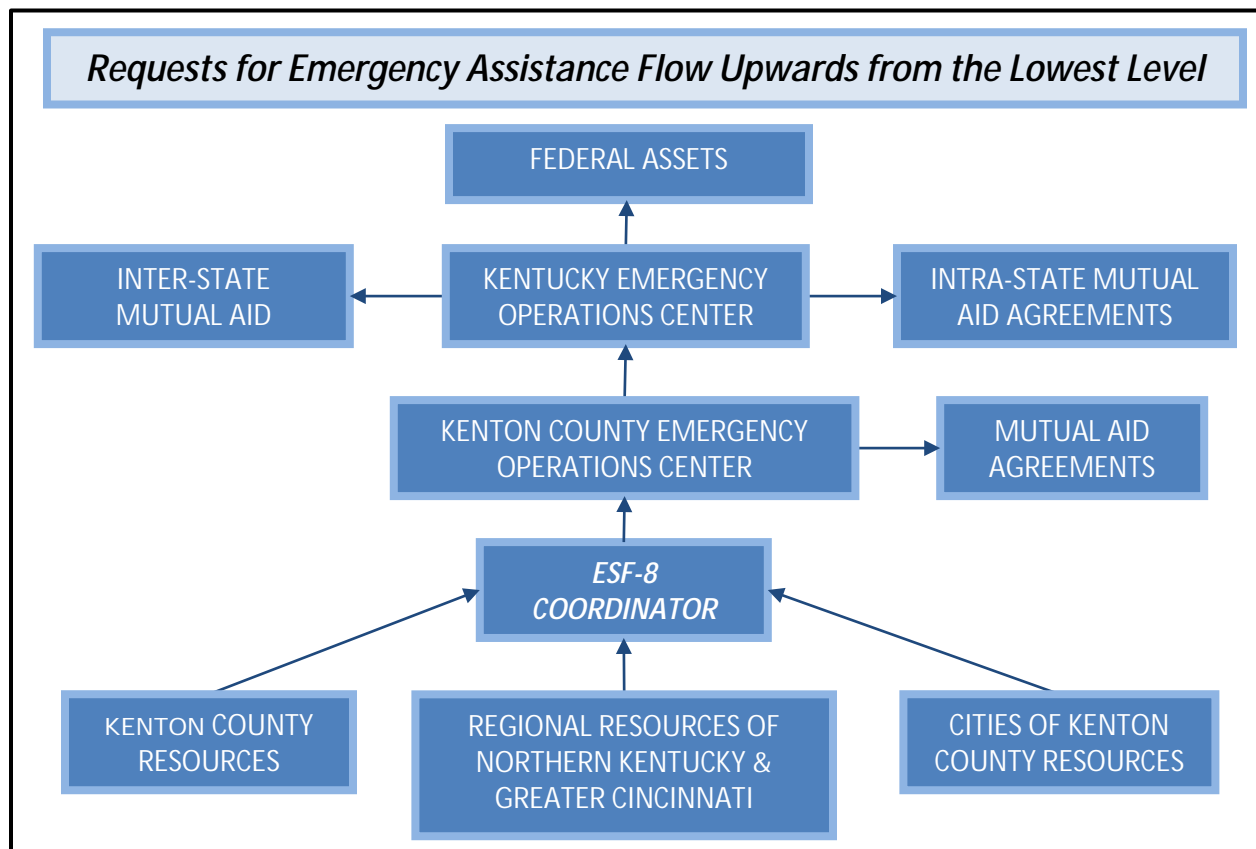 Requests for Emergency Assistance Flow Upwards from the Lowest Level
FEDERAL ASSETS
INTER-STATE
MUTUAL AID
KENTUCKY EMERGENCY
OPERATIONS CENTER
INTRA-STATE MUTUAL
AID AGREEMENTS
KENTON COUNTY EMERGENCY
OPERATIONS CENTER
MUTUAL AID
AGREEMENTS
ESF-8
COORDINATOR
KENTON COUNTY
RESOURCES
REGIONAL RESOURCES OF
NORTHERN KENTUCKY &
GREATER CINCINNATI
CITIES OF KENTON
COUNTY RESOURCES